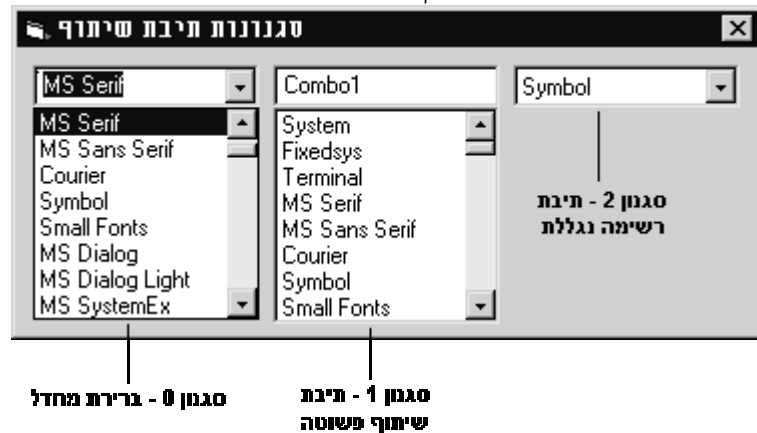 סגנונות תיבת שיתוף
MS Serif
MS Serif
MS Sans Serif
Courier
Symbol
Small Fonts
MS Dialog
MS Dialog Light
MS SystemEx
Combo1
System
Fixedsys
Terminal
MS Serif
MS Sans Serif
Courier
Symbol
Small Fonts
Symbol
סגנון 2 - תיבת
רשימה נגללת
סגנון 0 - ברירת מחדל
סגנון 1 - תיבת
שיתוף פשוטה